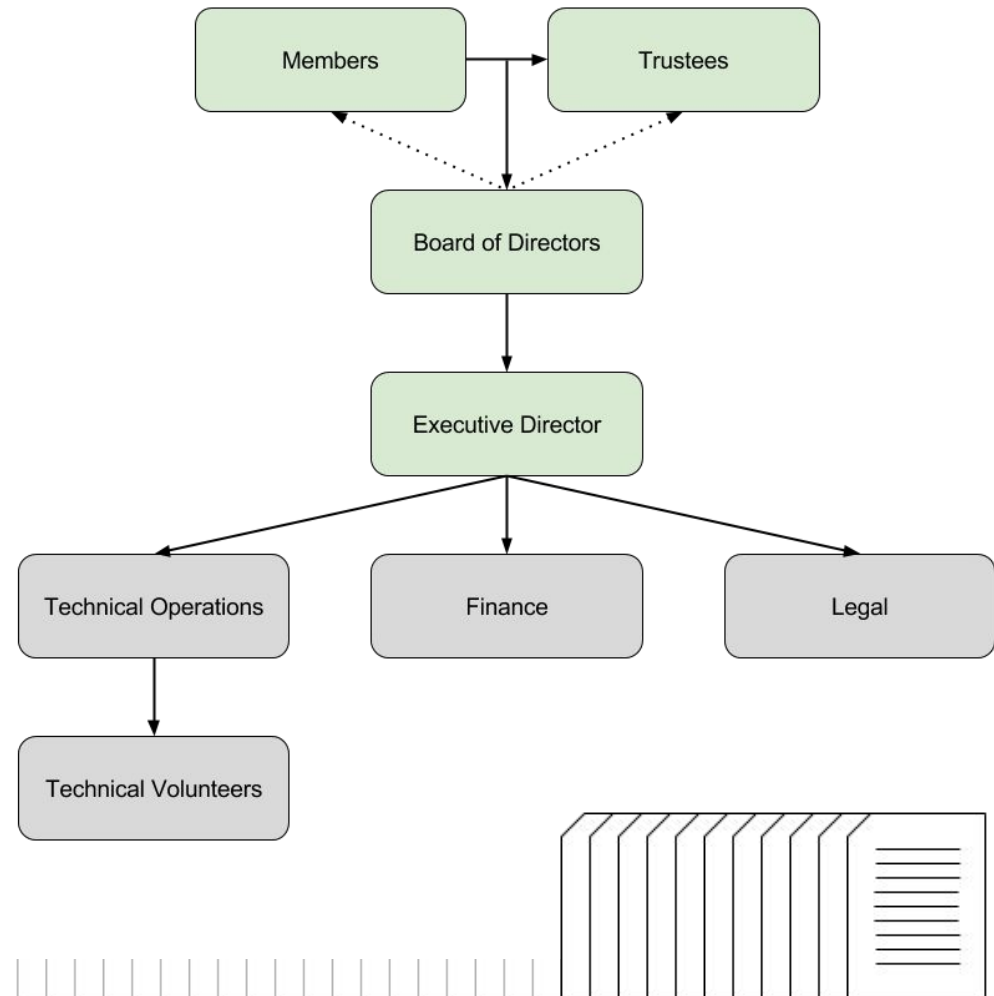 Members
Trustees
Board of Directors
Executive Director
Technical Operations
Finance
Legal
Technical Volunteers